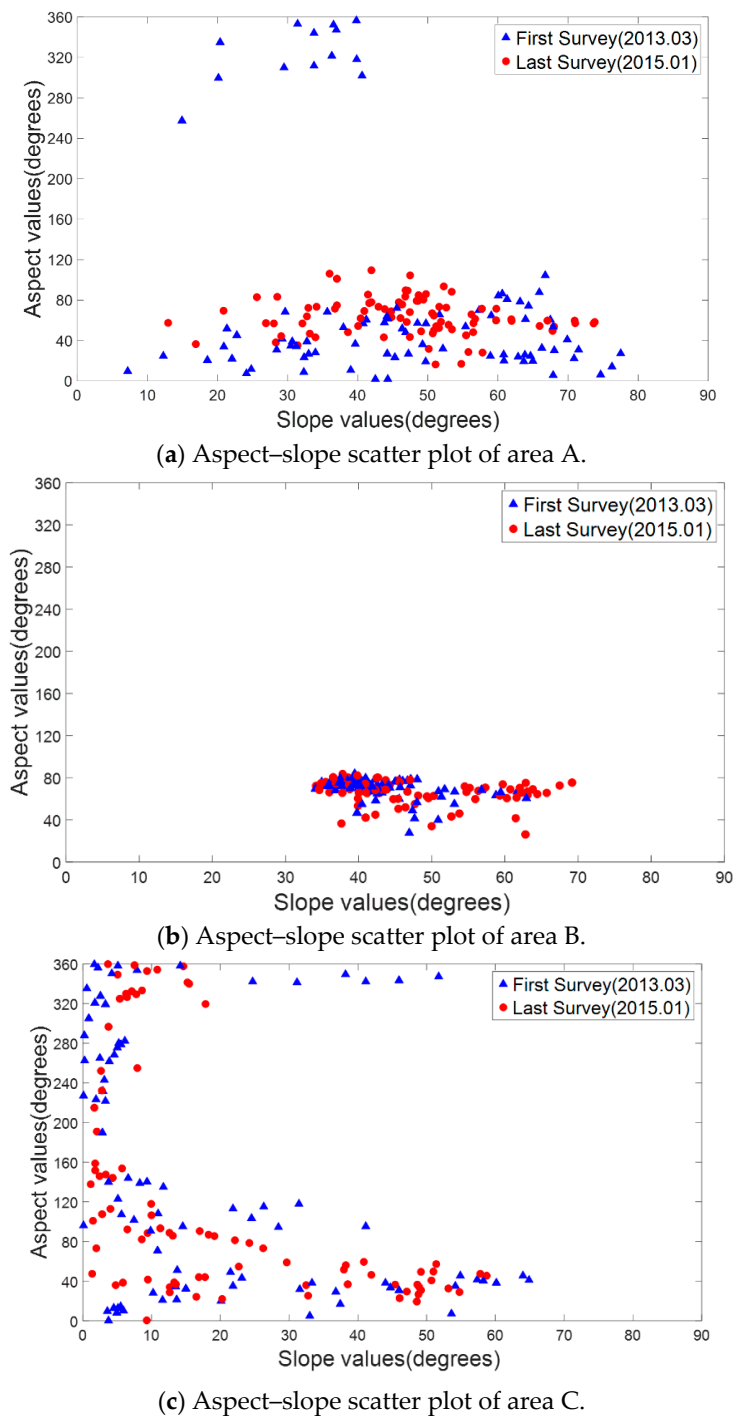 360
320
280
240
200
160
120
80
40
0
Aspect values(degrees)
First Survey(2013.03)
Last Survey(2015.01)
0 10 20 30 40 50 60 70 80 90
Slope values(degrees)
(a) Aspect–slope scatter plot of area A.
360
320
280
240
200
160
120
80
40
0
Aspect values(degrees)
First Survey(2013.03)
Last Survey(2015.01)
0 10 20 30 40 50 60 70 80 90
Slope values(degrees)
(b) Aspect–slope scatter plot of area B.
360
320
280
240
200
160
120
80
40
0
Aspect values(degrees)
First Survey(2013.03)
Last Survey(2015.01)
0 10 20 30 40 50 60 70 80 90
Slope values(degrees)
(c) Aspect–slope scatter plot of area C.